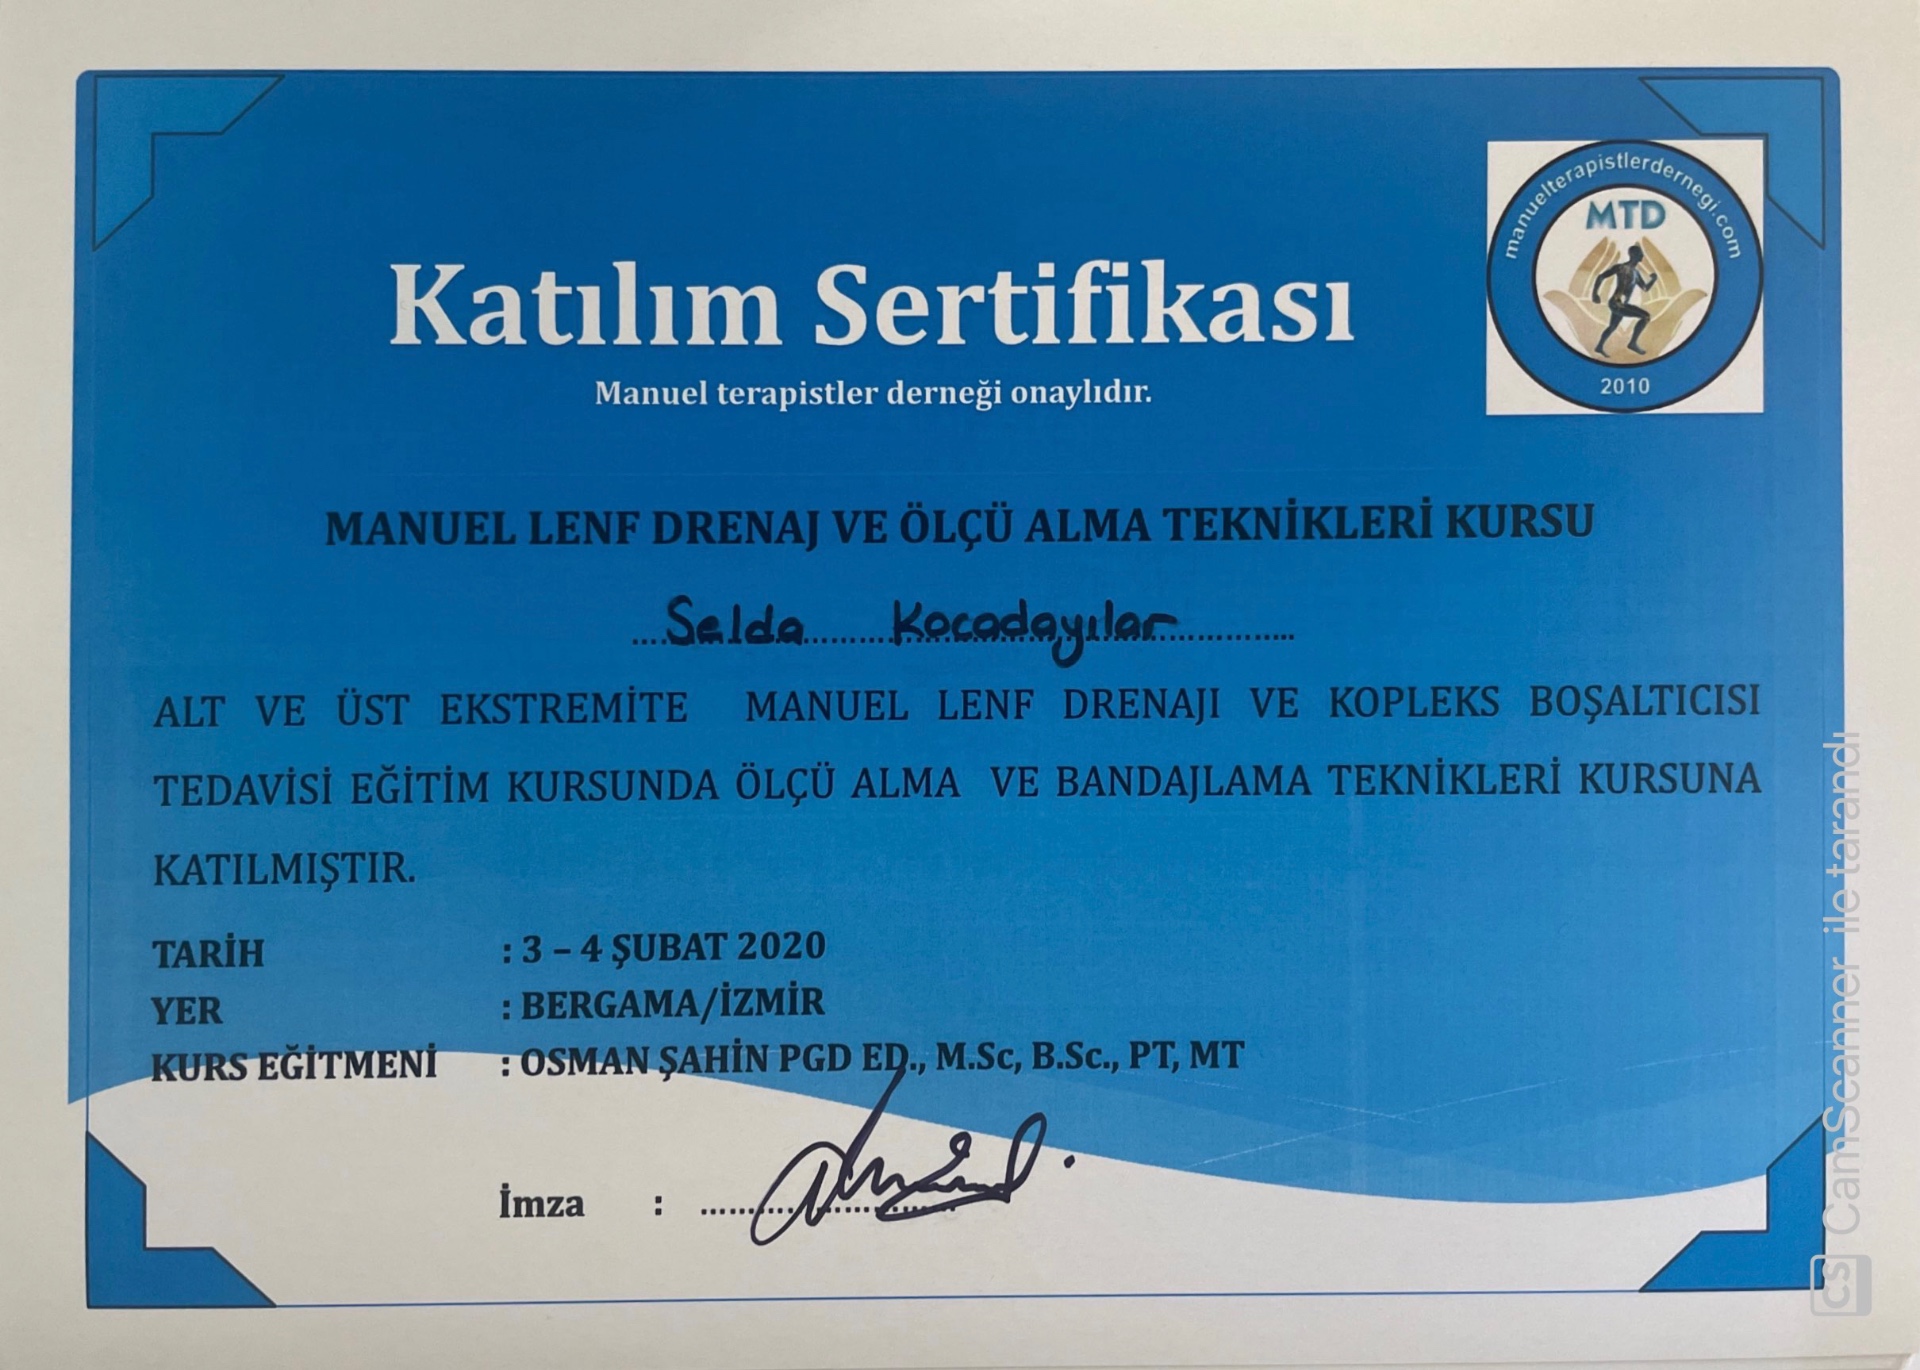 manuelterapistlerdernegi.com
MTD
2010
Katılım Sertifikası
Manuel terapistler derneği onaylıdır.
MANUEL LENF DRENAJ VE ÖLÇÜ ALMA TEKNİKLERİ KURSU
....Selda.........Kocadayılar................
ALT VE ÜST EKSTREMİTE MANUEL LENF DRENAJI VE KOPLEKS BOŞALTICISI
TEDAVİSİ EĞİTİM KURSUNDA ÖLÇÜ ALMA VE BANDAJLAMA TEKNİKLERİ KURSUNA
KATILMIŞTIR.
TARİH : 3 – 4 ŞUBAT 2020
YER : BERGAMA/İZMİR
KURS EĞİTMENİ : OSMAN ŞAHİN PGD ED., M.Sc, B.Sc., PT, MT
İmza : ..............................
CS CamScanner ile tarandı